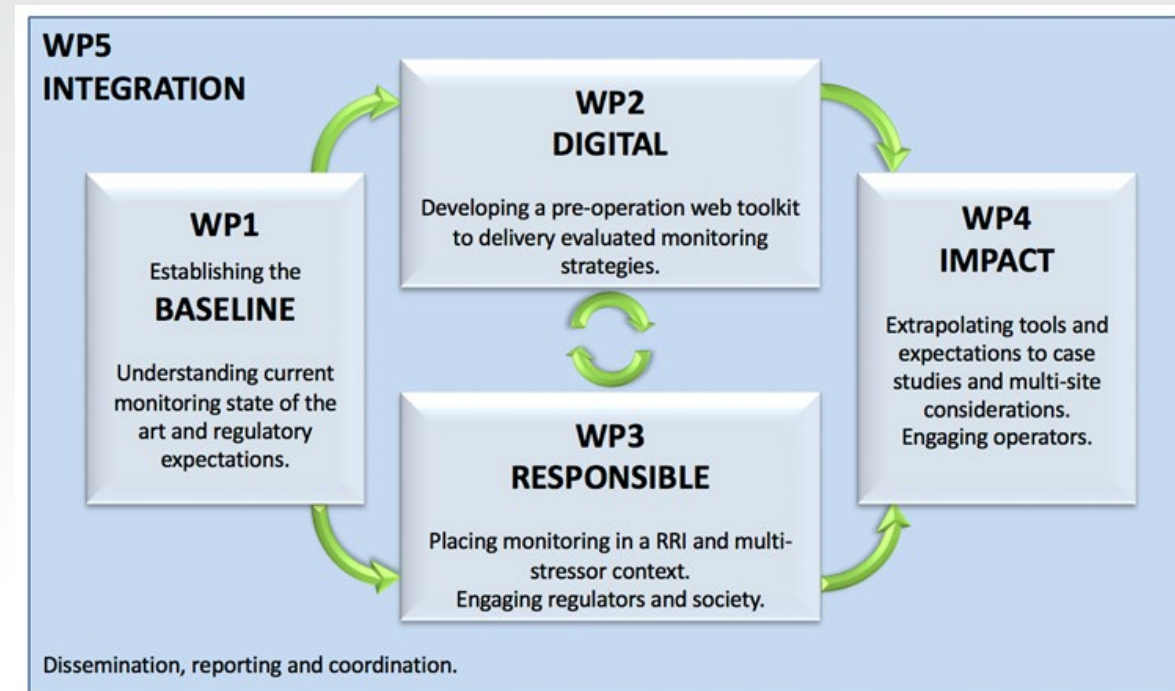 WP5
INTEGRATION
WP1
Establishing the
BASELINE
Understanding current
monitoring state of the
art and regulatory
expectations.
WP2
DIGITAL
Developing a pre-operation web toolkit
to delivery evaluated monitoring
strategies.
WP3
RESPONSIBLE
Placing monitoring in a RRI and multi-
stressor context.
Engaging regulators and society.
WP4
IMPACT
Extrapolating tools and
expectations to case
studies and multi-site
considerations.
Engaging operators.
Dissemination, reporting and coordination.